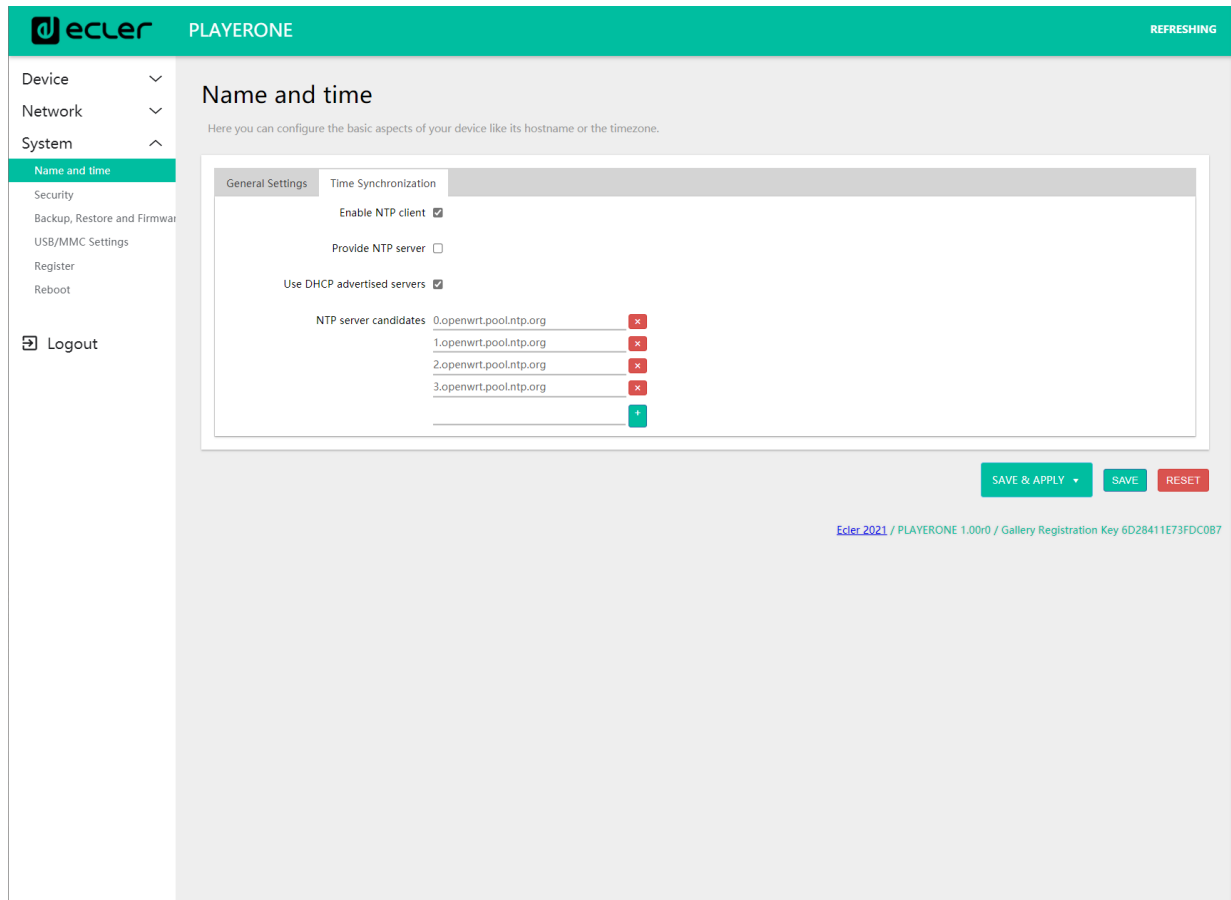 ecler PLAYERONE REFRESHING
Device
Network
System
Name and time
Security
Backup, Restore and Firmwar
USB/MMC Settings
Register
Reboot
Logout
Name and time
Here you can configure the basic aspects of your device like its hostname or the timezone.
General Settings Time Synchronization
Enable NTP client
Provide NTP server
Use DHCP advertised servers
NTP server candidates 0.openwrt.pool.ntp.org ×
1.openwrt.pool.ntp.org ×
2.openwrt.pool.ntp.org ×
3.openwrt.pool.ntp.org ×
+
SAVE & APPLY SAVE RESET
Ecler 2021 / PLAYERONE 1.00r0 / Gallery Registration Key 6D28411E73FDC0B7